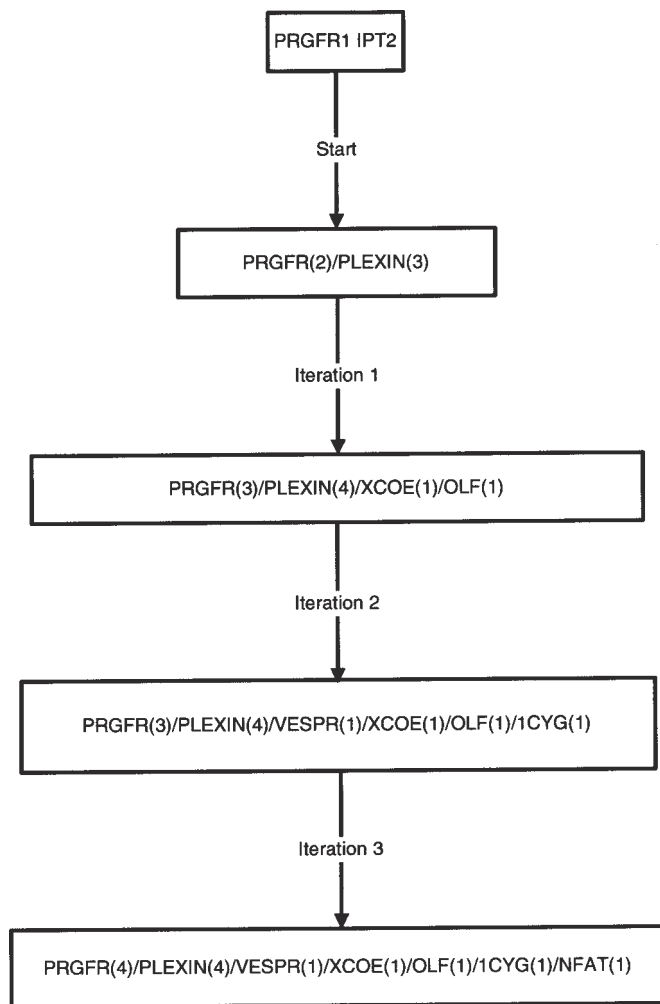 PRGFR1 IPT2
Start
PRGFR(2)/PLEXIN(3)
Iteration 1
PRGFR(3)/PLEXIN(4)/XCOE(1)/OLF(1)
Iteration 2
PRGFR(3)/PLEXIN(4)/VESPR(1)/XCOE(1)/OLF(1)/1CYG(1)
Iteration 3
PRGFR(4)/PLEXIN(4)/VESPR(1)/XCOE(1)/OLF(1)/1CYG(1)/NFAT(1)